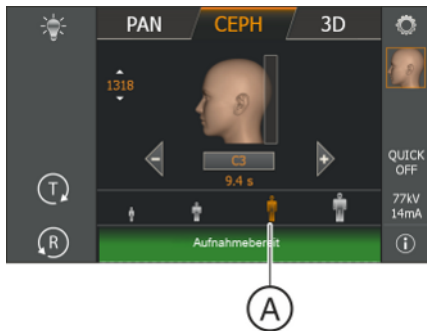 PAN
CEPH
3D
1318
C3
9.4 s
QUICK
OFF
77kV
14mA
T
R
Aufnahmebereit
i
A